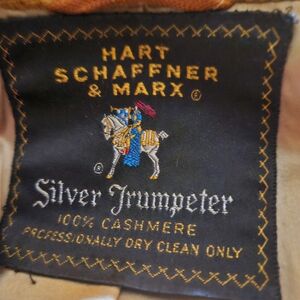 HART
SCHAFFNER
& MARX ®
®
Silver Trumpeter
100% CASHMERE
PROFESSIONALLY DRY CLEAN ONLY